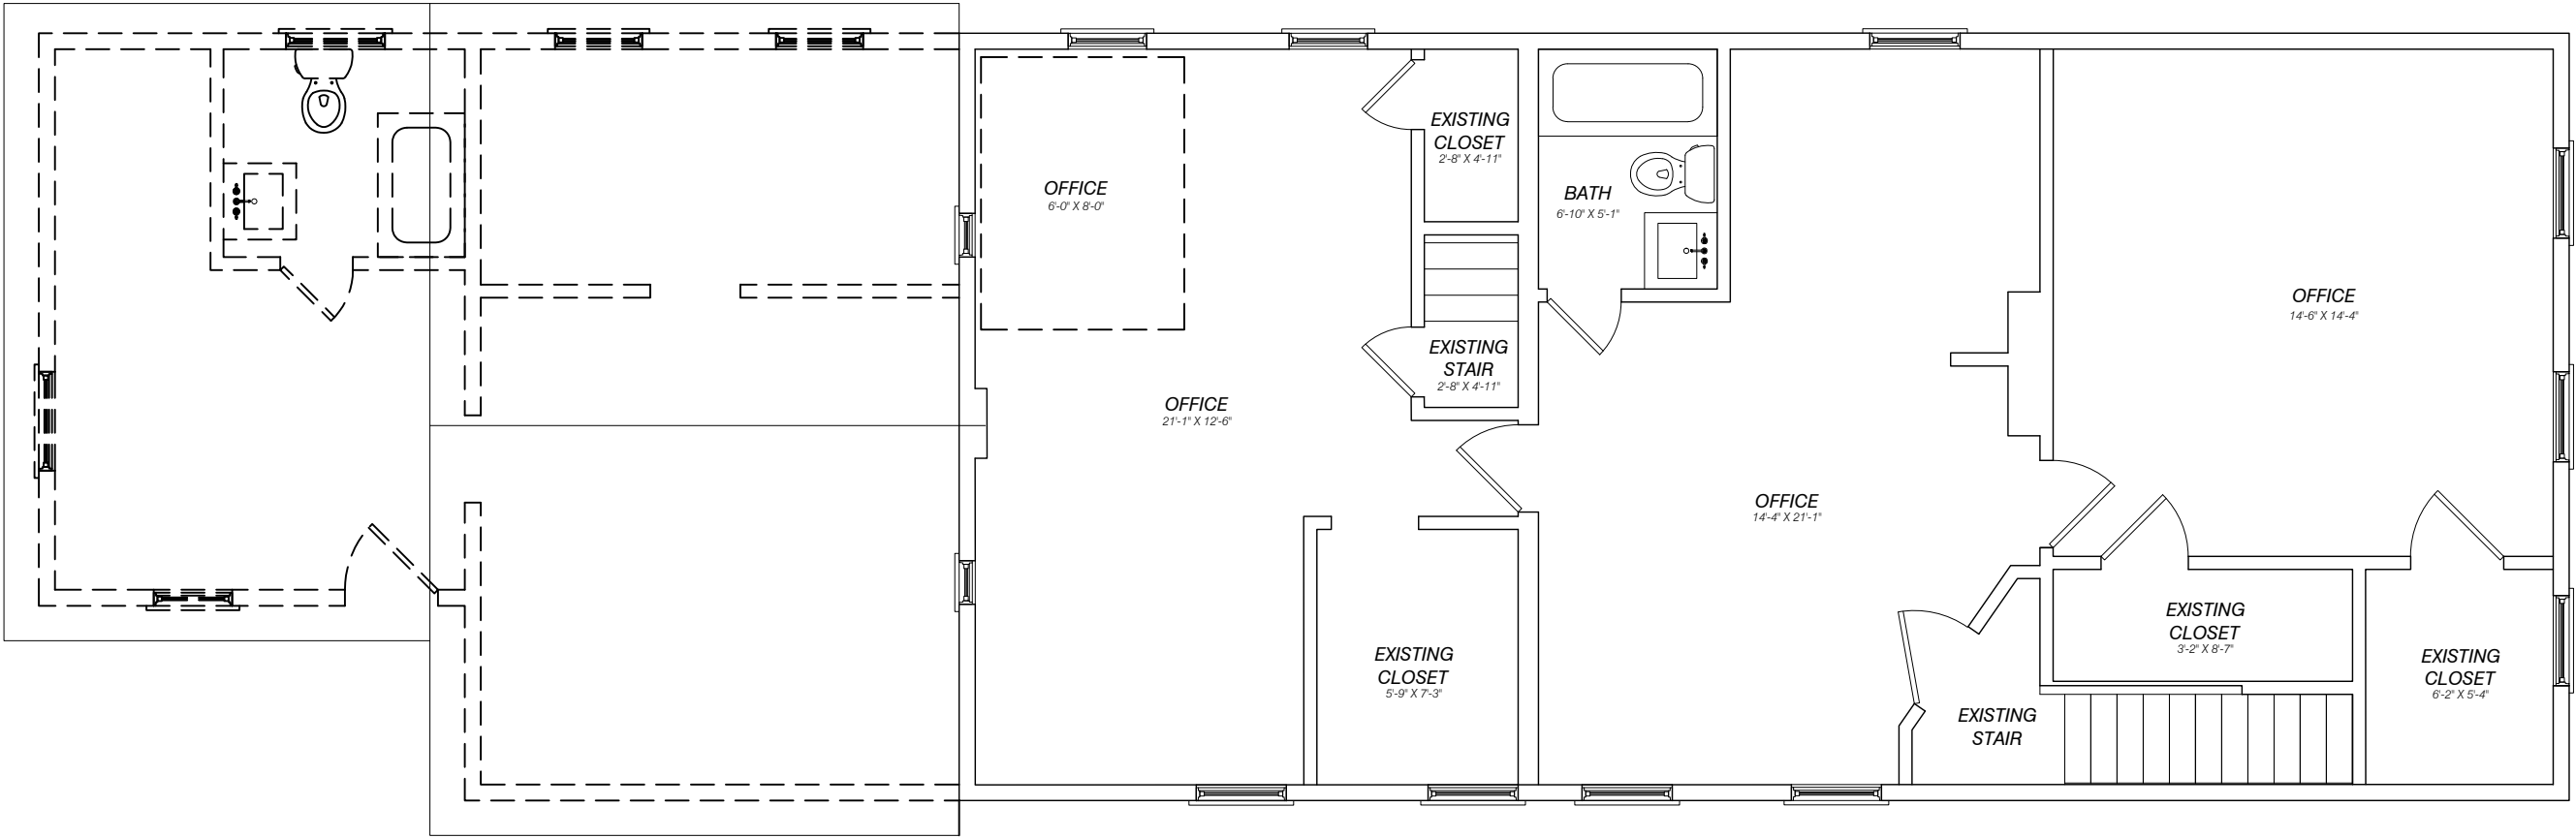 OFFICE
6'-0" X 8'-0"
OFFICE
21'-1" X 12'-6"
EXISTING
CLOSET
2'-8" X 4'-11"
EXISTING
STAIR
2'-8" X 4'-11"
EXISTING
CLOSET
5'-9" X 7'-3"
BATH
6'-10" X 5'-1"
OFFICE
14'-4" X 21'-1"
EXISTING
STAIR
OFFICE
14'-6" X 14'-4"
EXISTING
CLOSET
3'-2" X 8'-7"
EXISTING
CLOSET
6'-2" X 5'-4"